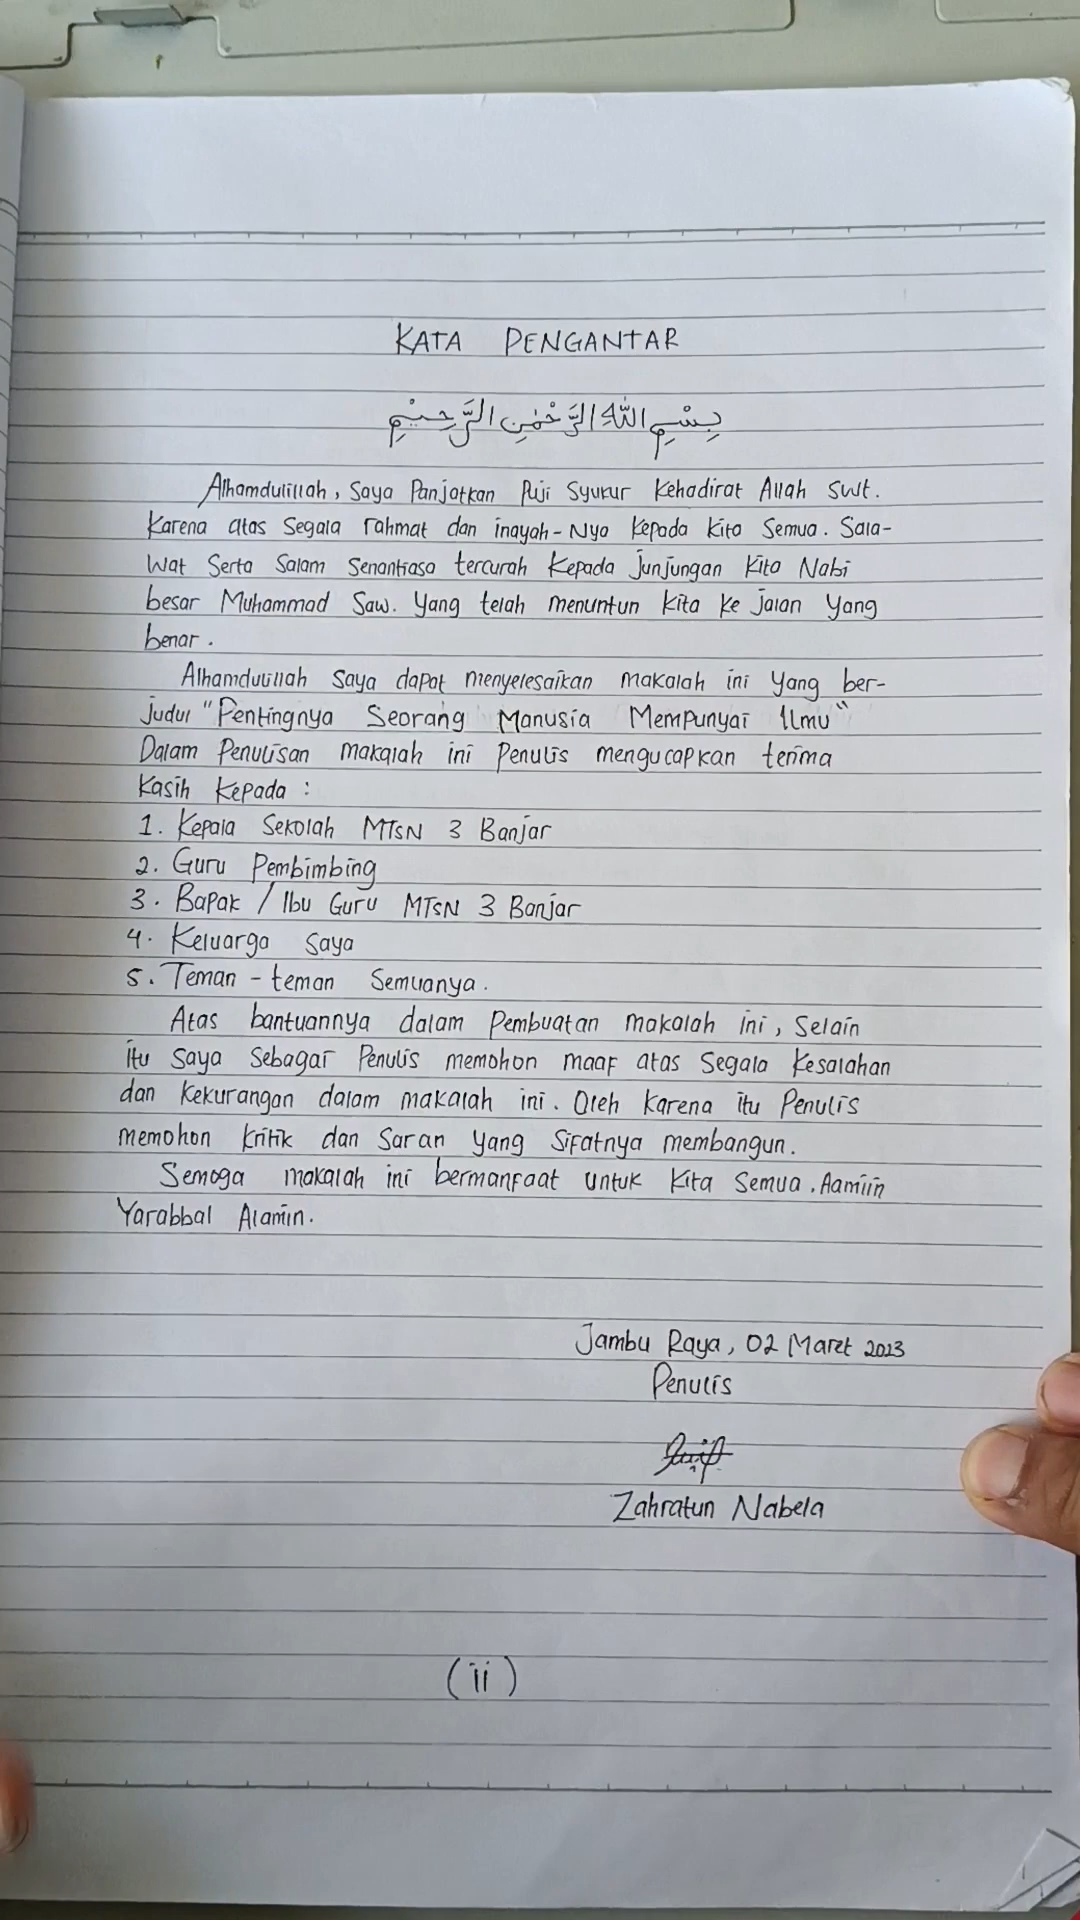 KATA PENGANTAR
بِسْمِ اللّٰهِ الرَّحْمٰنِ الرَّحِيْمِ
Alhamdulillah, saya Panjatkan Puji Syukur Kehadirat Allah swt.
Karena atas segala rahmat dan inayah-Nya Kepada Kita Semua. Sala-
wat Serta Salam Senantiasa tercurah Kepada junjungan Kita Nabi
besar Muhammad Saw. Yang telah menuntun Kita Ke jalan Yang
benar.
Alhamdulillah saya dapat menyelesaikan makalah ini yang ber-
judul "Pentingnya Seorang Manusia Mempunyai Ilmu"
Dalam Penulisan makalah ini Penulis mengucapkan terima
Kasih Kepada :
1. Kepala Sekolah MTsN 3 Banjar
2. Guru Pembimbing
3. Bapak / Ibu Guru MTsN 3 Banjar
4. Keluarga saya
5. Teman - teman Semuanya.
Atas bantuannya dalam Pembuatan makalah ini, Selain
itu saya Sebagai Penulis memohon maaf atas Segala Kesalahan
dan Kekurangan dalam makalah ini. Oleh Karena itu Penulis
memohon Kritik dan Saran Yang Sifatnya membangun.
Semoga makalah ini bermanfaat untuk Kita Semua. Aamiin
Yarabbal Alamin.
Jambu Raya, 02 Maret 2023
Penulis
Zahratun Nabela
(ii)